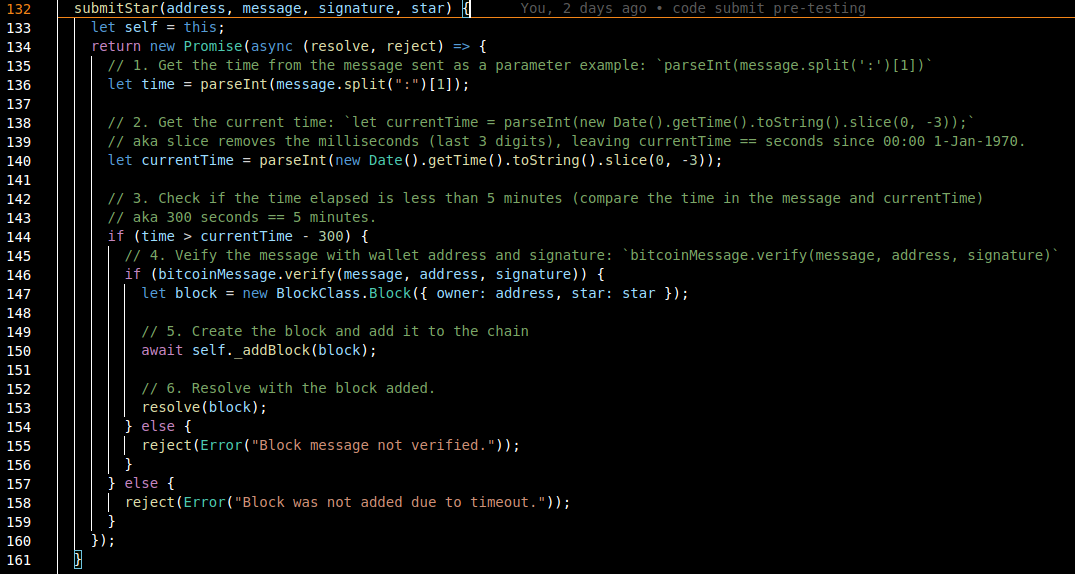 132 submitStar(address, message, signature, star) { You, 2 days ago • code submit pre-testing
133 let self = this;
134 return new Promise(async (resolve, reject) => {
135 // 1. Get the time from the message sent as a parameter example: `parseInt(message.split(':')[1])`
136 let time = parseInt(message.split(":")[1]);
137
138 // 2. Get the current time: `let currentTime = parseInt(new Date().getTime().toString().slice(0, -3));`
139 // aka slice removes the milliseconds (last 3 digits), leaving currentTime == seconds since 00:00 1-Jan-1970.
140 let currentTime = parseInt(new Date().getTime().toString().slice(0, -3));
141
142 // 3. Check if the time elapsed is less than 5 minutes (compare the time in the message and currentTime)
143 // aka 300 seconds == 5 minutes.
144 if (time > currentTime - 300) {
145 // 4. Veify the message with wallet address and signature: `bitcoinMessage.verify(message, address, signature)`
146 if (bitcoinMessage.verify(message, address, signature)) {
147 let block = new BlockClass.Block({ owner: address, star: star });
148
149 // 5. Create the block and add it to the chain
150 await self._addBlock(block);
151
152 // 6. Resolve with the block added.
153 resolve(block);
154 } else {
155 reject(Error("Block message not verified."));
156 }
157 } else {
158 reject(Error("Block was not added due to timeout."));
159 }
160 });
161 }